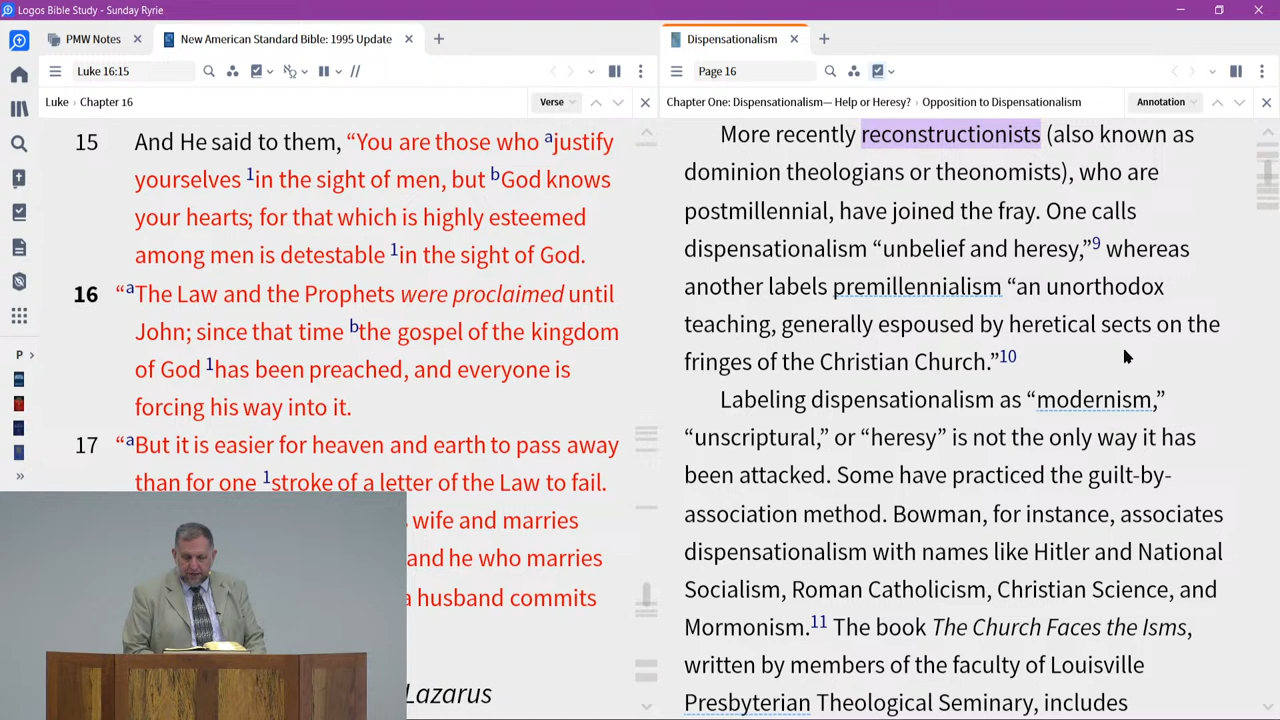 Logos Bible Study - Sunday Ryrie
PMW Notes
New American Standard Bible: 1995 Update
Luke 16:15
Luke › Chapter 16
Verse
15 And He said to them, “You are those who ajustify
yourselves 1in the sight of men, but bGod knows
your hearts; for that which is highly esteemed
among men is detestable 1in the sight of God.
16 “aThe Law and the Prophets were proclaimed until
John; since that time bthe gospel of the kingdom
of God 1has been preached, and everyone is
forcing his way into it.
17 “aBut it is easier for heaven and earth to pass away
than for one 1stroke of a letter of the Law to fail.
wife and marries
and he who marries
a husband commits
Lazarus
P
Dispensationalism
Page 16
Chapter One: Dispensationalism— Help or Heresy? › Opposition to Dispensationalism
Annotation
More recently reconstructionists (also known as
dominion theologians or theonomists), who are
postmillennial, have joined the fray. One calls
dispensationalism “unbelief and heresy,”9 whereas
another labels premillennialism “an unorthodox
teaching, generally espoused by heretical sects on the
fringes of the Christian Church.”10
Labeling dispensationalism as “modernism,”
“unscriptural,” or “heresy” is not the only way it has
been attacked. Some have practiced the guilt-by-
association method. Bowman, for instance, associates
dispensationalism with names like Hitler and National
Socialism, Roman Catholicism, Christian Science, and
Mormonism.11 The book The Church Faces the Isms,
written by members of the faculty of Louisville
Presbyterian Theological Seminary, includes